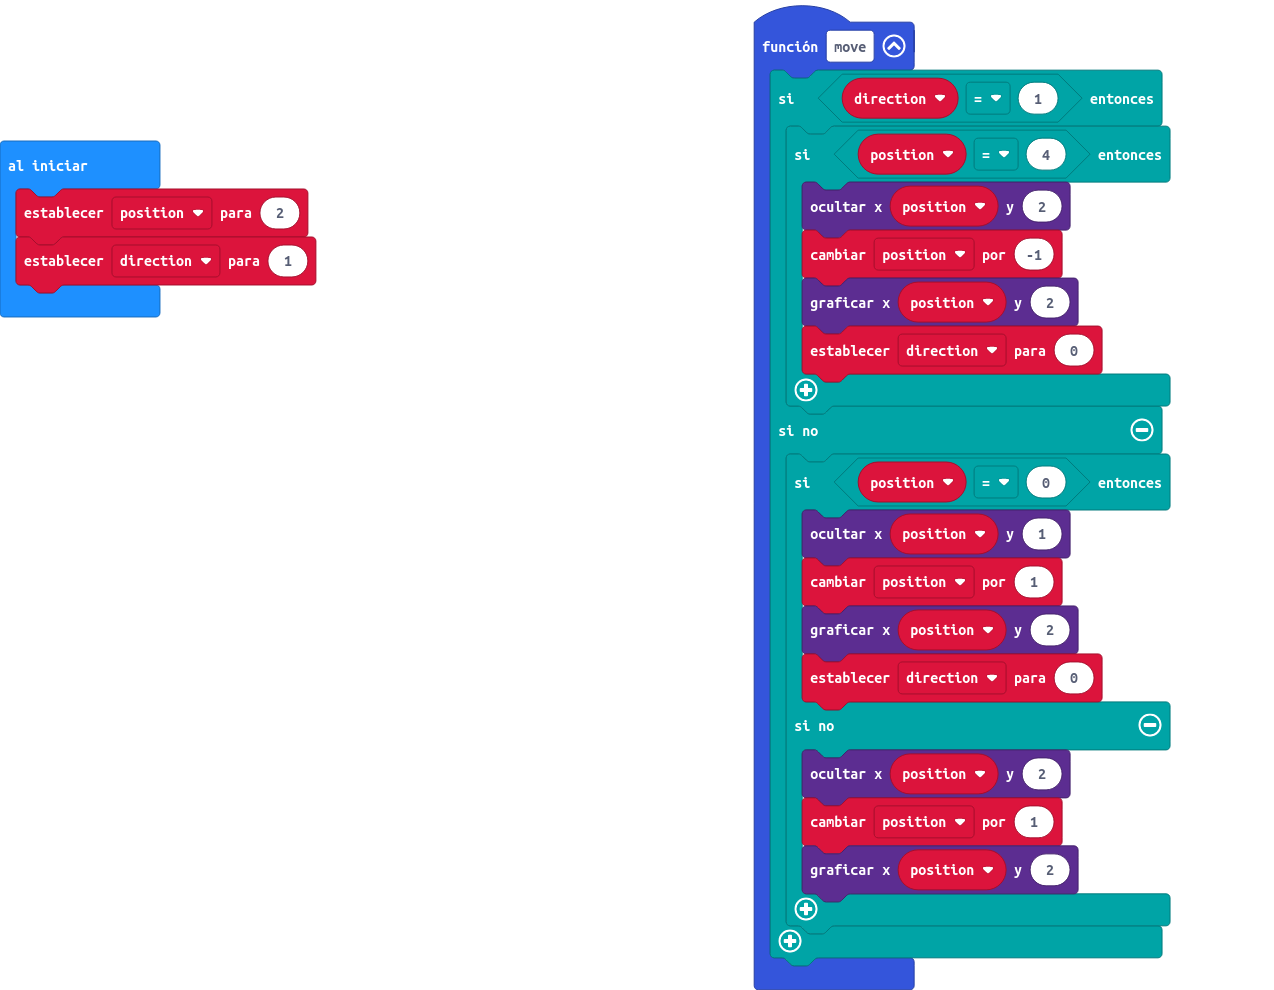 al iniciar
establecer position para 2
establecer direction para 1
función move
si direction = 1 entonces
si position = 4 entonces
ocultar x position y 2
cambiar position por -1
graficar x position y 2
establecer direction para 0
si no
si position = 0 entonces
ocultar x position y 1
cambiar position por 1
graficar x position y 2
establecer direction para 0
si no
ocultar x position y 2
cambiar position por 1
graficar x position y 2